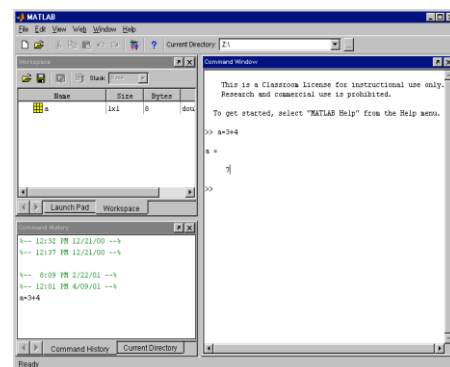 MATLAB
File Edit View Web Window Help
? Current Directory: Z:\ ...
Workspace
Stack:
Name Size Bytes
a 1x1 8 doul
Launch Pad Workspace
Command History
%-- 12:32 PM 12/21/00 --%
%-- 12:37 PM 12/21/00 --%
%-- 8:09 PM 2/22/01 --%
%-- 12:01 PM 4/09/01 --%
a=3+4
Command History Current Directory
Command Window
This is a Classroom License for instructional use only.
Research and commercial use is prohibited.
To get started, select "MATLAB Help" from the Help menu.
>> a=3+4
a =
7
>>
Ready